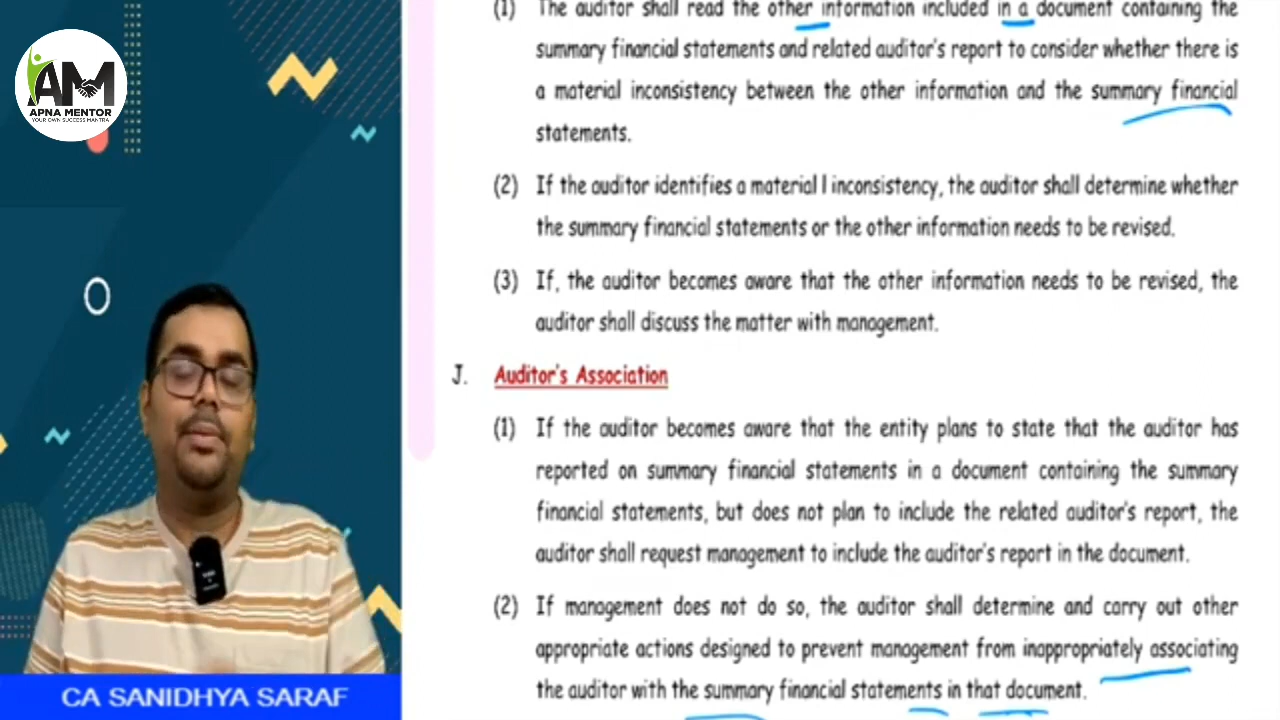 AM
APNA MENTOR
YOUR OWN SUCCESS MANTRA
(1) The auditor shall read the other information included in a document containing the
summary financial statements and related auditor's report to consider whether there is
a material inconsistency between the other information and the summary financial
statements.
(2) If the auditor identifies a material l inconsistency, the auditor shall determine whether
the summary financial statements or the other information needs to be revised.
(3) If, the auditor becomes aware that the other information needs to be revised, the
auditor shall discuss the matter with management.
J. Auditor's Association
(1) If the auditor becomes aware that the entity plans to state that the auditor has
reported on summary financial statements in a document containing the summary
financial statements, but does not plan to include the related auditor's report, the
auditor shall request management to include the auditor's report in the document.
(2) If management does not do so, the auditor shall determine and carry out other
appropriate actions designed to prevent management from inappropriately associating
the auditor with the summary financial statements in that document.
CA SANIDHYA SARAF